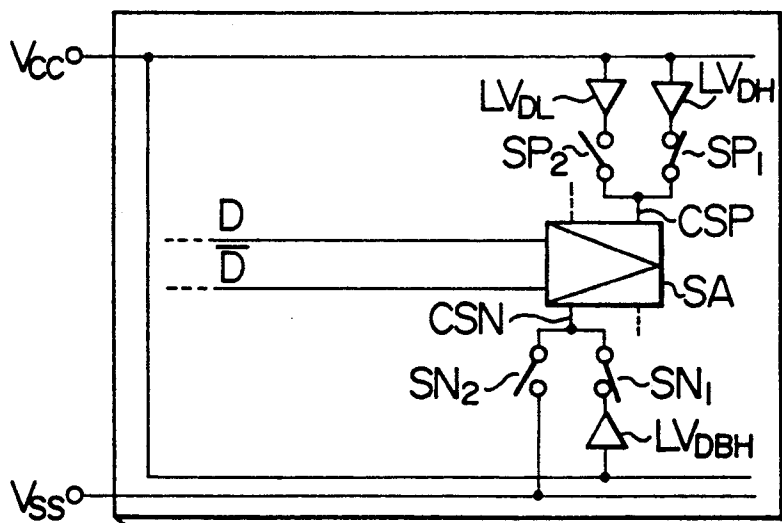 VCC
LVDL
LVDH
SP2
SP1
CSP
D
D̅
SA
CSN
SN2
SN1
LVDBH
VSS